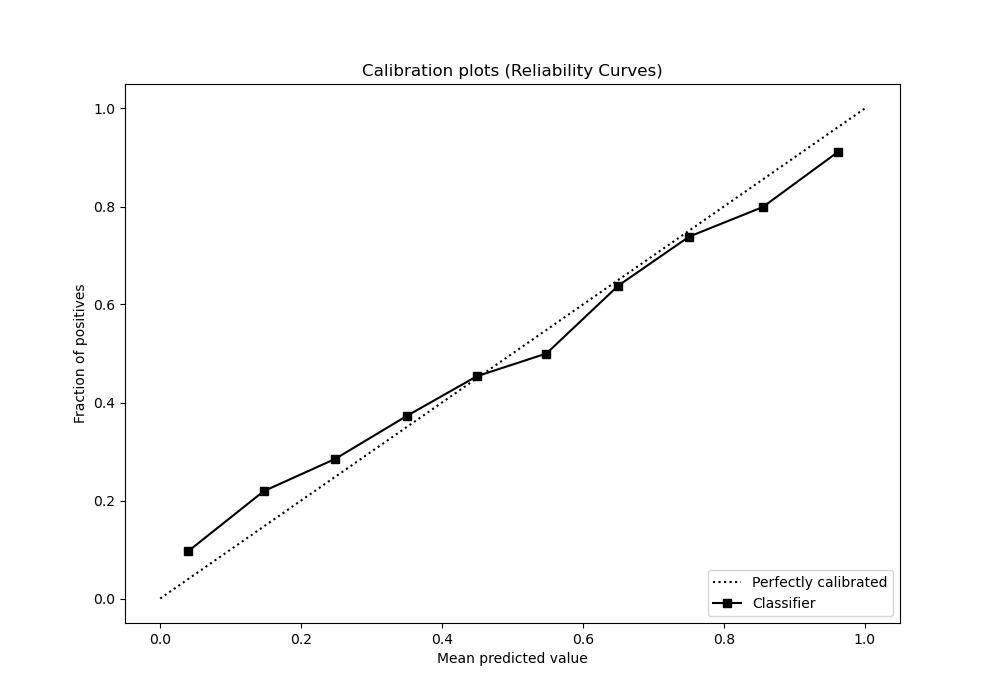 Calibration plots (Reliability Curves)
1.0
0.8
0.6
0.4
0.2
0.0
Fraction of positives
0.0 0.2 0.4 0.6 0.8 1.0
Mean predicted value
Perfectly calibrated
Classifier